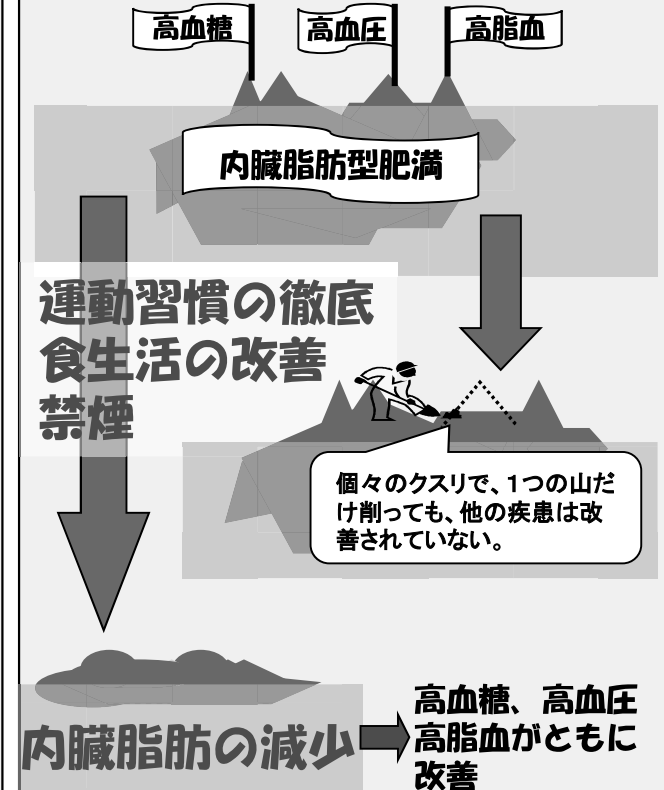 高血糖
高血圧
高脂血
内臓脂肪型肥満
運動習慣の徹底
食生活の改善
禁煙
個々のクスリで、１つの山だ
け削っても、他の疾患は改
善されていない。
内臓脂肪の減少
高血糖、高血圧
高脂血がともに
改善